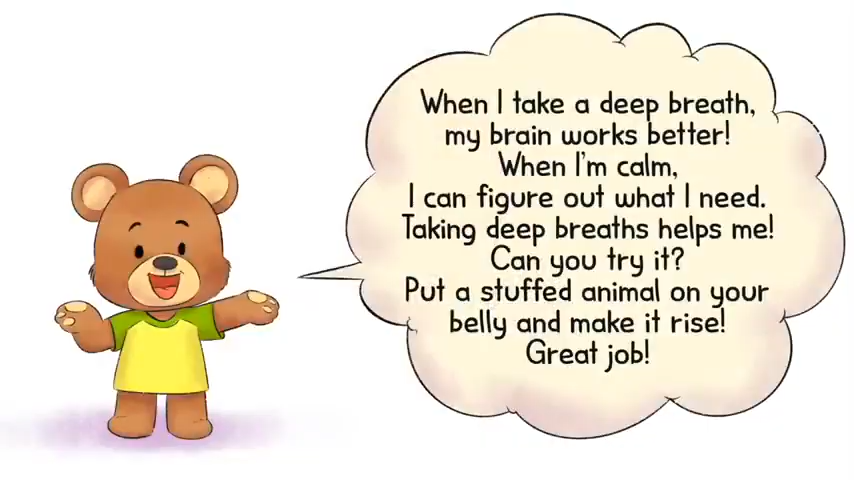 When I take a deep breath,
my brain works better!
When I'm calm,
I can figure out what I need.
Taking deep breaths helps me!
Can you try it?
Put a stuffed animal on your
belly and make it rise!
Great job!